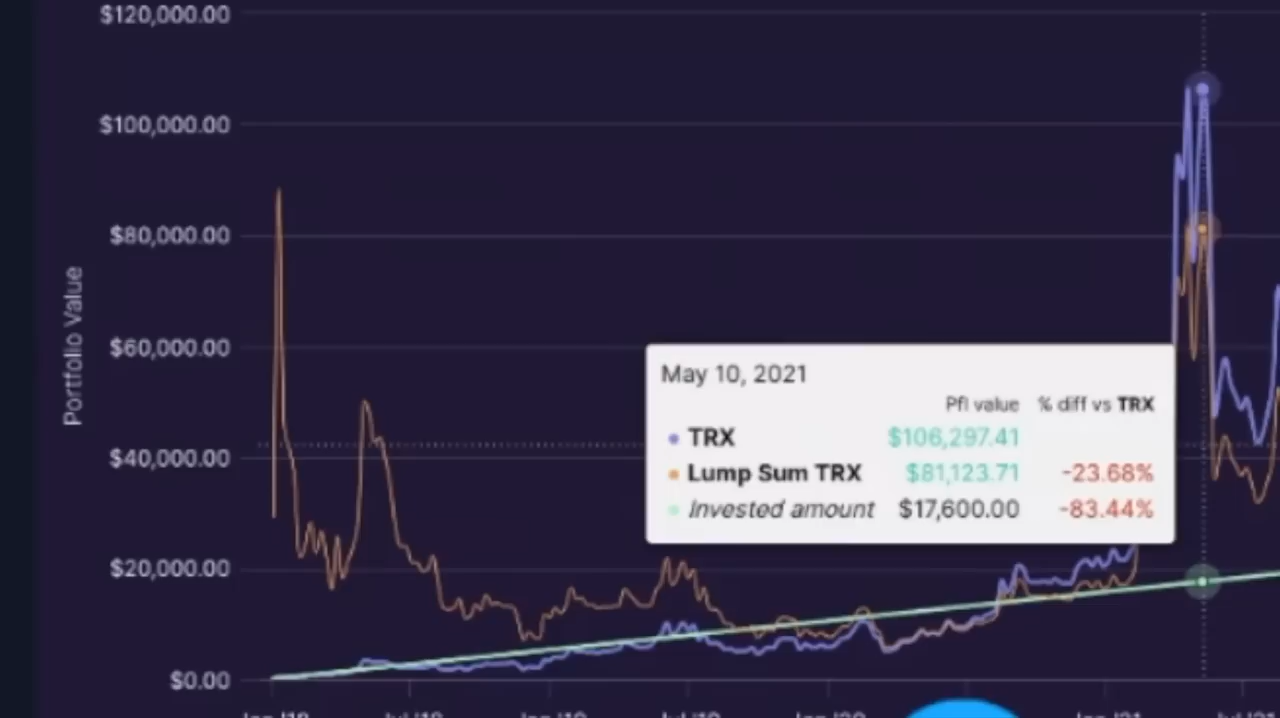 $120,000.00
$100,000.00
$80,000.00
$60,000.00
$40,000.00
$20,000.00
$0.00
Portfolio Value
May 10, 2021
Pfl value % diff vs TRX
TRX $106,297.41
Lump Sum TRX $81,123.71 -23.68%
Invested amount $17,600.00 -83.44%